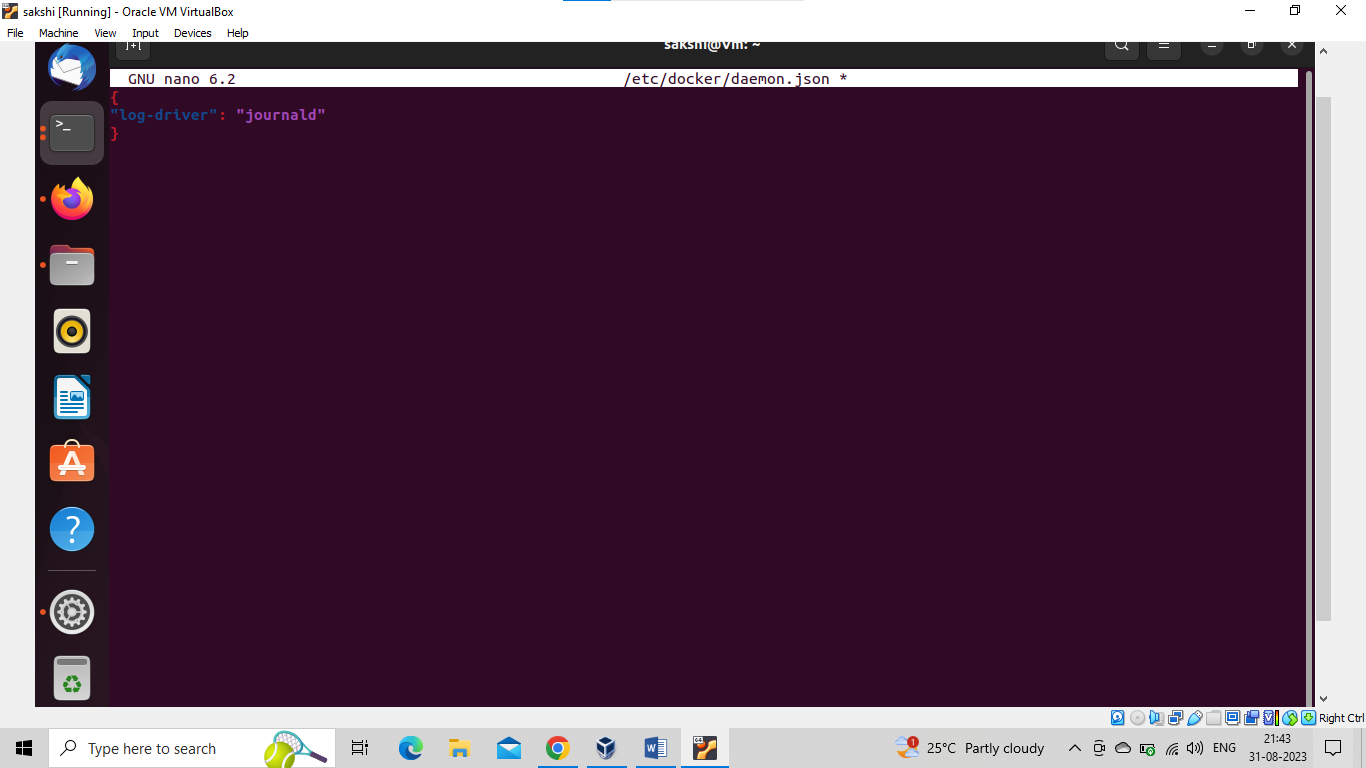 sakshi [Running] - Oracle VM VirtualBox
File Machine View Input Devices Help
sakshi@vm: ~
GNU nano 6.2 /etc/docker/daemon.json *
{
"log-driver": "journald"
}
>_
?
Right Ctrl
Type here to search
1
25°C Partly cloudy
ENG
21:43
31-08-2023